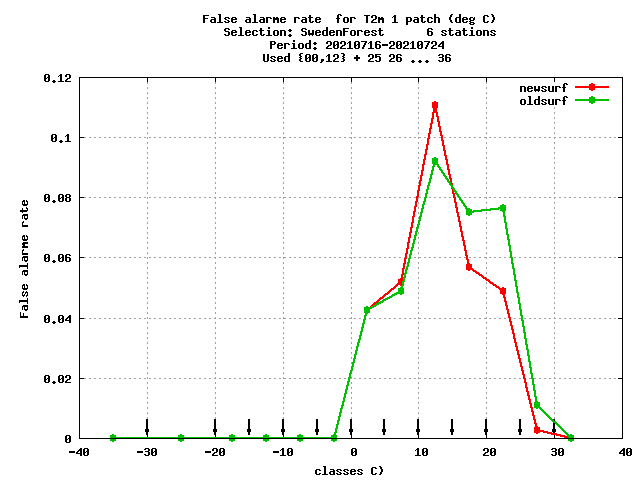 False alarme rate  for T2m 1 patch (deg C)
Selection: SwedenForest      6 stations
Period: 20210716-20210724
Used {00,12} + 25 26 ... 36
newsurf
oldsurf
False alarme rate
0.12
0.1
0.08
0.06
0.04
0.02
0
-40 -30 -20 -10 0 10 20 30 40
classes C)